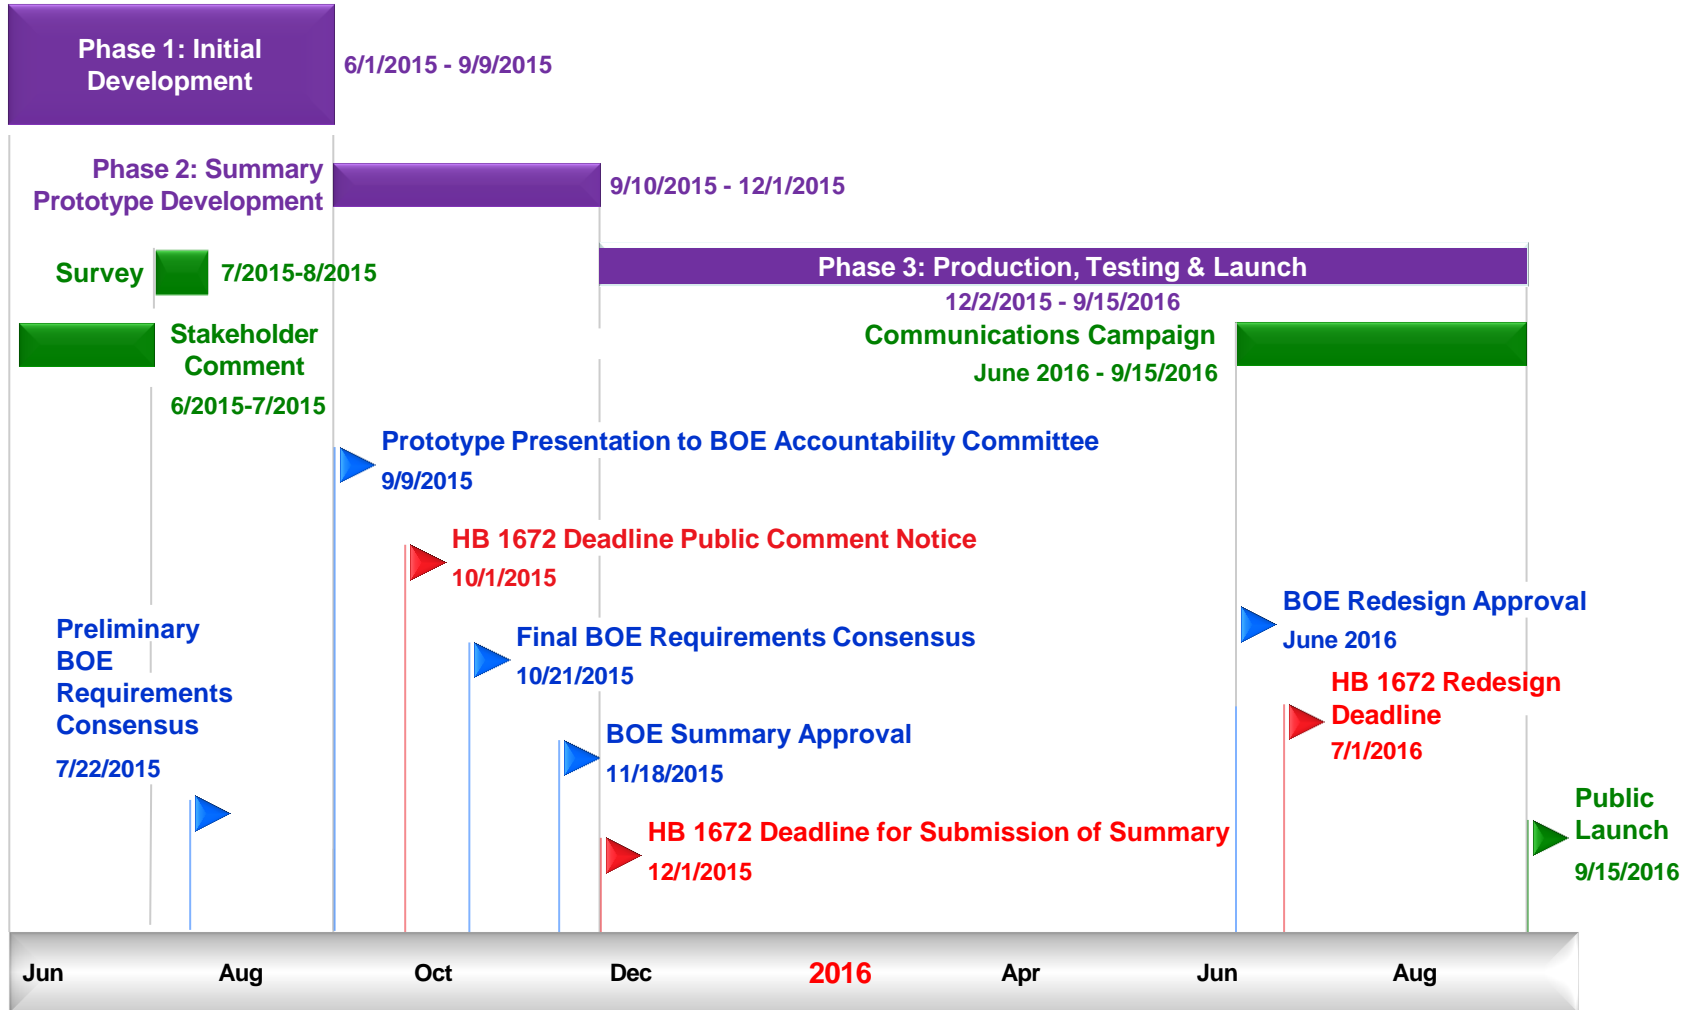 Phase 1: Initial
Development
6/1/2015 - 9/9/2015
Phase 2: Summary
Prototype Development
9/10/2015 - 12/1/2015
Survey
7/2015-8/2015
Phase 3: Production, Testing & Launch
12/2/2015 - 9/15/2016
Stakeholder
Comment
6/2015-7/2015
Communications Campaign
June 2016 - 9/15/2016
Prototype Presentation to BOE Accountability Committee
9/9/2015
HB 1672 Deadline Public Comment Notice
10/1/2015
Preliminary
BOE
Requirements
Consensus
7/22/2015
Final BOE Requirements Consensus
10/21/2015
BOE Redesign Approval
June 2016
HB 1672 Redesign
Deadline
7/1/2016
BOE Summary Approval
11/18/2015
HB 1672 Deadline for Submission of Summary
12/1/2015
Public
Launch
9/15/2016
Jun Aug Oct Dec 2016 Apr Jun Aug